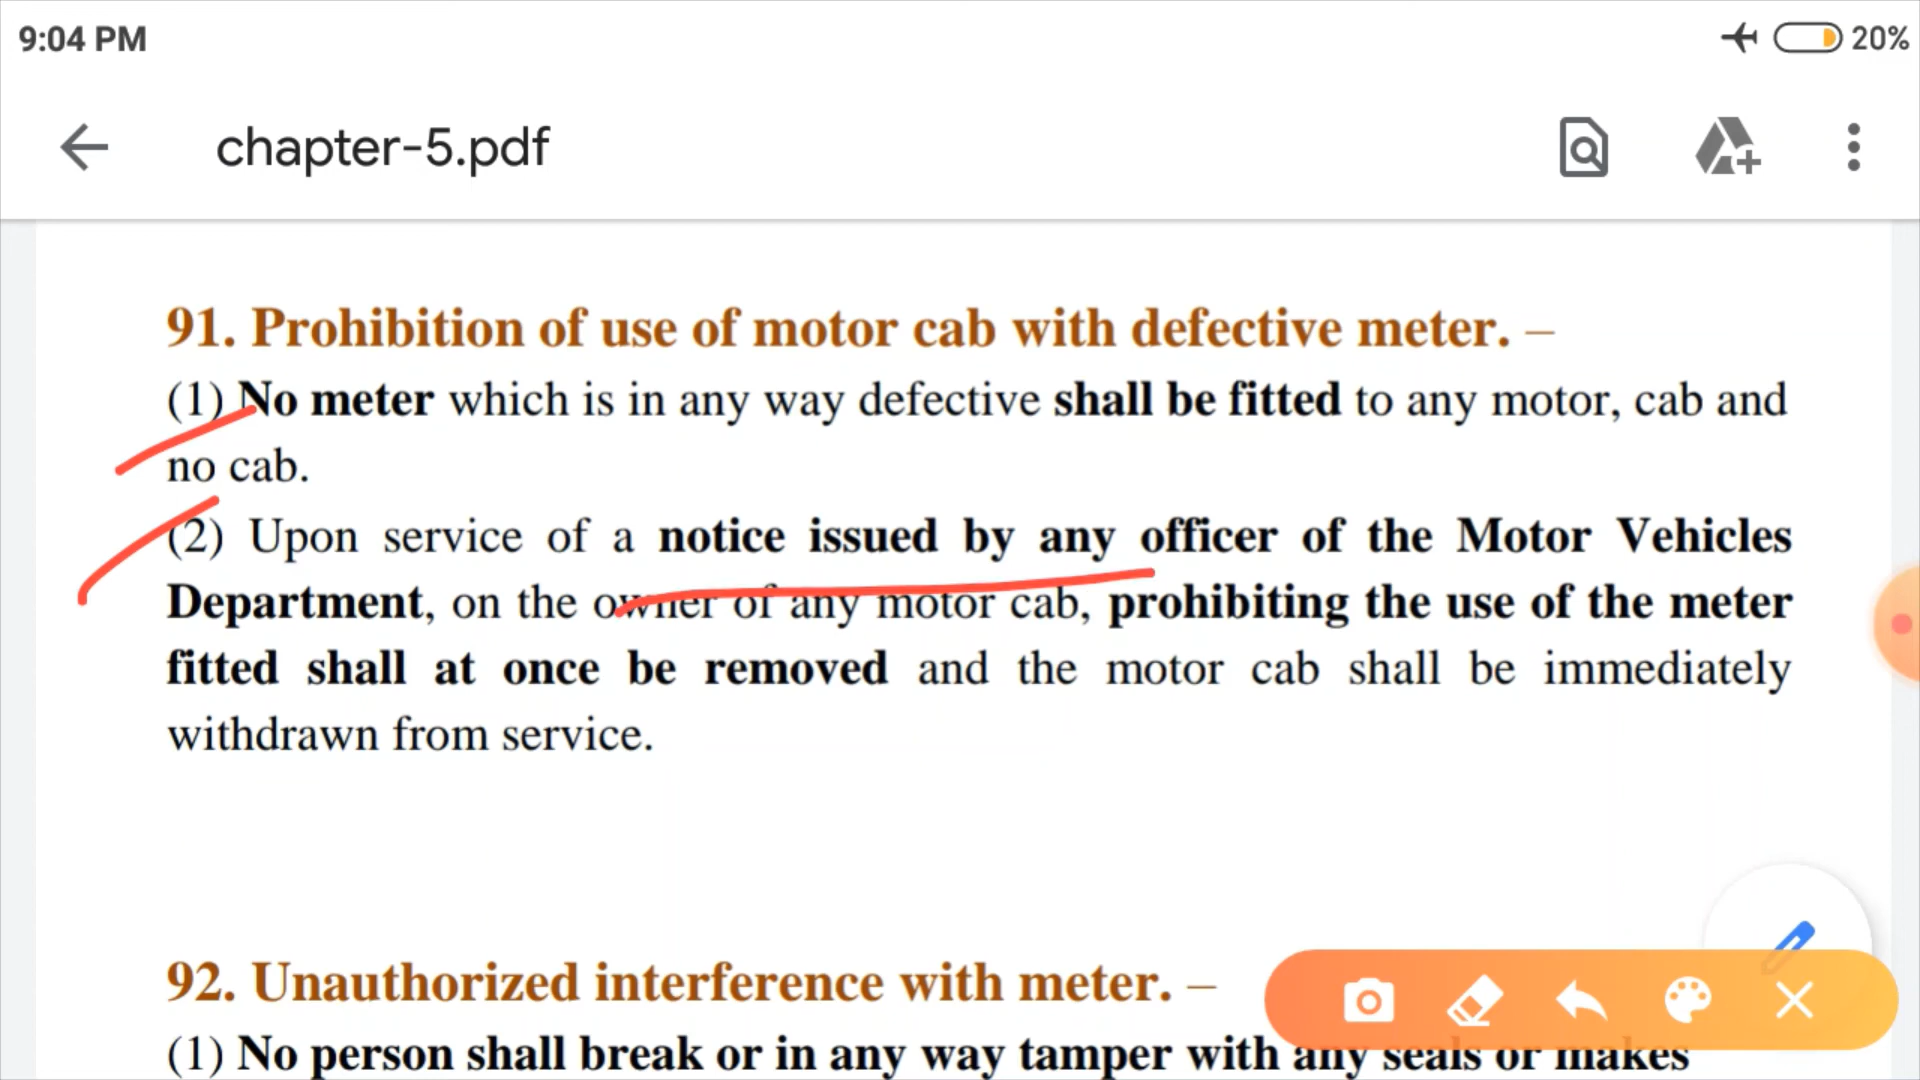 9:04 PM
20%
chapter-5.pdf
91. Prohibition of use of motor cab with defective meter. –
(1) No meter which is in any way defective shall be fitted to any motor, cab and
no cab.
(2) Upon service of a notice issued by any officer of the Motor Vehicles
Department, on the owner of any motor cab, prohibiting the use of the meter
fitted shall at once be removed and the motor cab shall be immediately
withdrawn from service.
92. Unauthorized interference with meter. –
(1) No person shall break or in any way tamper with any seals or makes